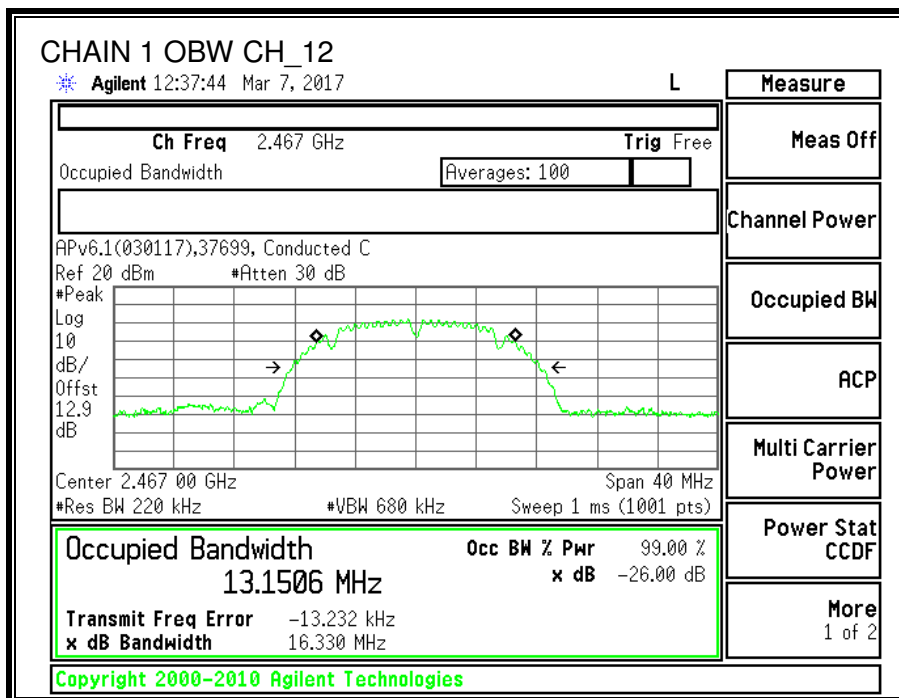 CHAIN 1 OBW CH_12
Agilent 12:37:44 Mar 7, 2017 L
Measure
Ch Freq 2.467 GHz Trig Free
Meas Off
Occupied Bandwidth Averages: 100
Channel Power
APv6.1(030117),37699, Conducted C
Ref 20 dBm #Atten 30 dB
#Peak
Log
10
dB/
Offst
12.9
dB
Occupied BW
ACP
Center 2.467 00 GHz Span 40 MHz
#Res BW 220 kHz #VBW 680 kHz Sweep 1 ms (1001 pts)
Multi Carrier
Power
Occupied Bandwidth Occ BW % Pwr 99.00 %
13.1506 MHz x dB -26.00 dB
Power Stat
CCDF
Transmit Freq Error -13.232 kHz
x dB Bandwidth 16.330 MHz
More
1 of 2
Copyright 2000-2010 Agilent Technologies